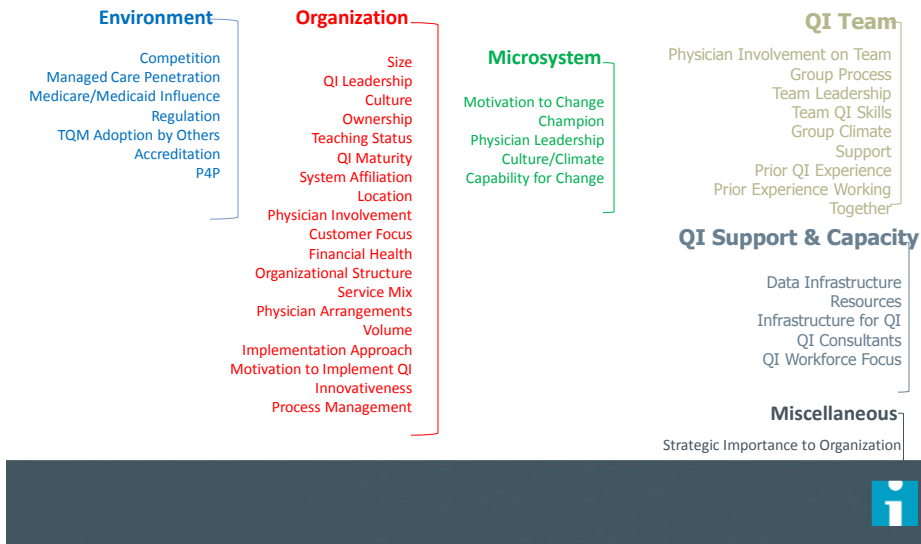 Environment
Competition
Managed Care Penetration
Medicare/Medicaid Influence
Regulation
TQM Adoption by Others
Accreditation
P4P
Organization
Size
QI Leadership
Culture
Ownership
Teaching Status
QI Maturity
System Affiliation
Location
Physician Involvement
Customer Focus
Financial Health
Organizational Structure
Service Mix
Physician Arrangements
Volume
Implementation Approach
Motivation to Implement QI
Innovativeness
Process Management
Microsystem
Motivation to Change
Champion
Physician Leadership
Culture/Climate
Capability for Change
QI Team
Physician Involvement on Team
Group Process
Team Leadership
Team QI Skills
Group Climate
Support
Prior QI Experience
Prior Experience Working
Together
QI Support & Capacity
Data Infrastructure
Resources
Infrastructure for QI
QI Consultants
QI Workforce Focus
Miscellaneous
Strategic Importance to Organization
i